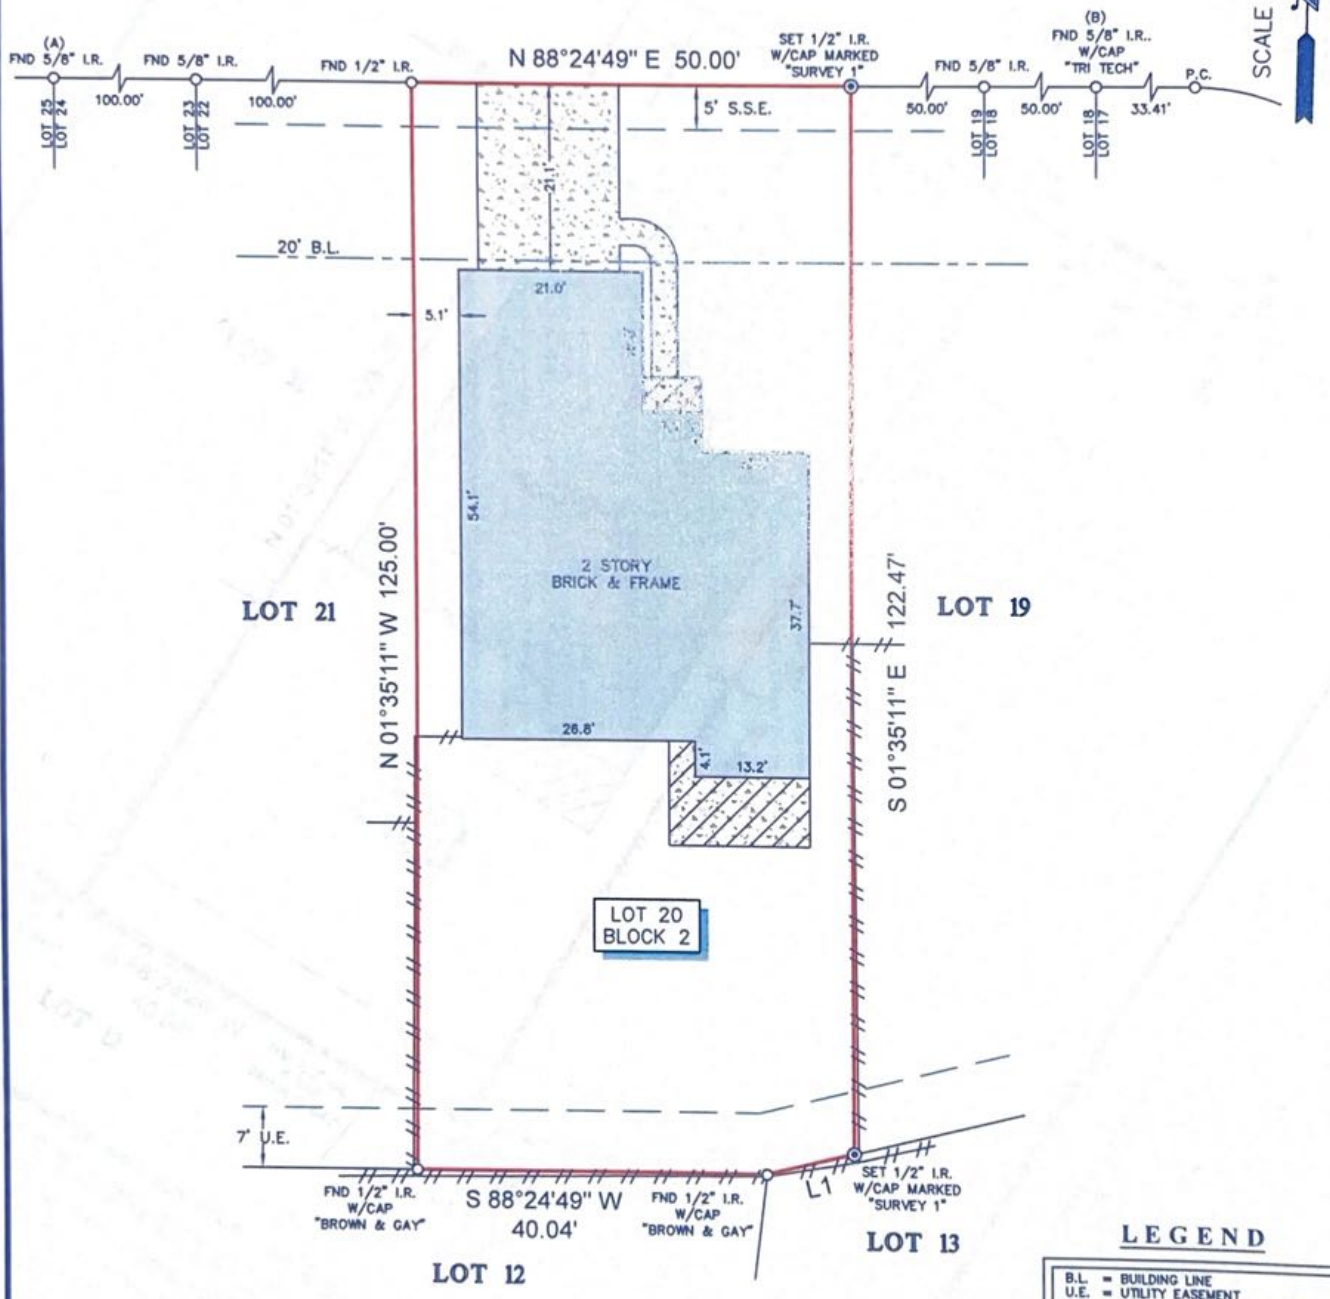 (A)
FND 5/8" I.R.
FND 5/8" I.R.
FND 1/2" I.R.
N 88°24'49" E 50.00'
SET 1/2" I.R.
W/CAP MARKED
"SURVEY 1"
FND 5/8" I.R.
(B)
FND 5/8" I.R..
W/CAP
"TRI TECH"
P.C.
SCALE
100.00'
100.00'
50.00'
50.00'
33.41'
LOT 25
LOT 24
LOT 23
LOT 22
LOT 19
LOT 18
LOT 18
LOT 17
5' S.S.E.
21.1'
20' B.L.
21.0'
5.1'
54.1'
2 STORY
BRICK & FRAME
37.7'
LOT 21
N 01°35'11" W 125.00'
S 01°35'11" E 122.47'
LOT 19
26.8'
4.1'
13.2'
LOT 20
BLOCK 2
7' U.E.
FND 1/2" I.R.
W/CAP
"BROWN & GAY"
S 88°24'49" W
40.04'
FND 1/2" I.R.
W/CAP
"BROWN & GAY"
L1
SET 1/2" I.R.
W/CAP MARKED
"SURVEY 1"
LOT 12
LOT 13
LEGEND
B.L. = BUILDING LINE
U.E. = UTILITY EASEMENT